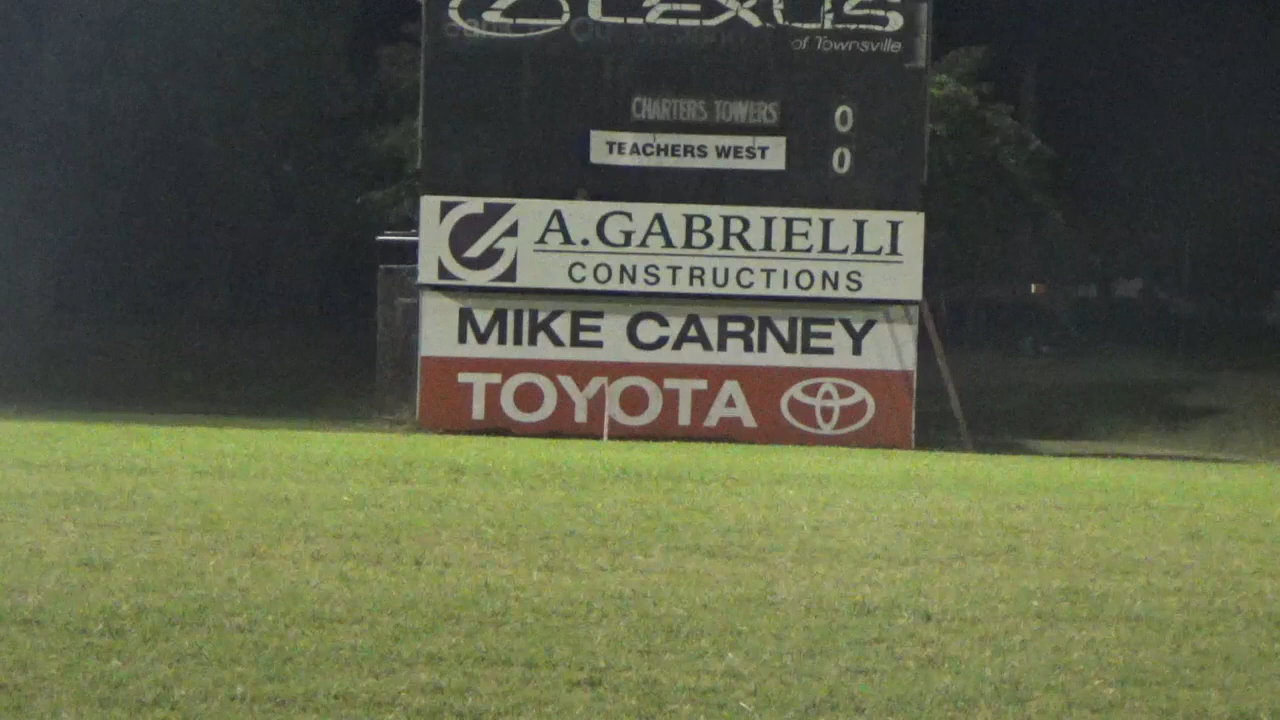 LEXUS
of Townsville
CHARTERS TOWERS 0
TEACHERS WEST 0
A.GABRIELLI
CONSTRUCTIONS
MIKE CARNEY
TOYOTA